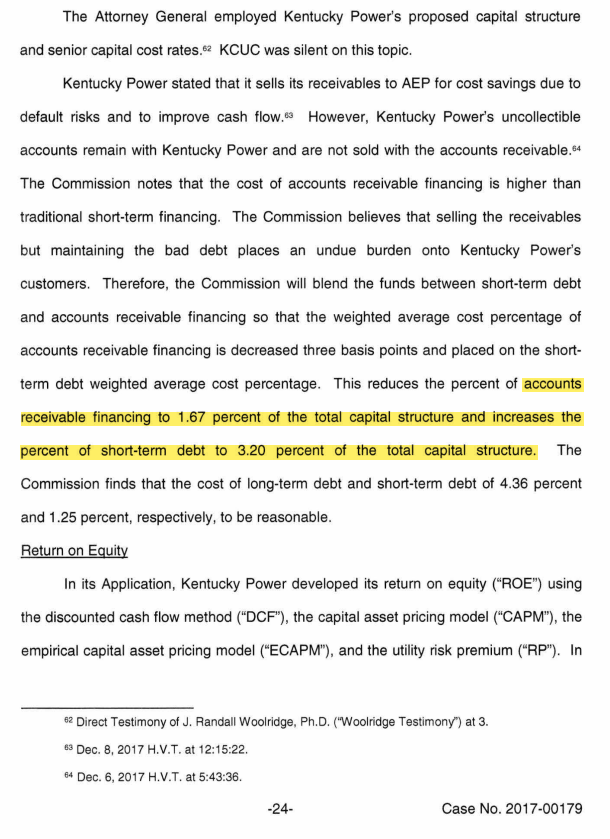 The Attorney General employed Kentucky Power's proposed capital structure
and senior capital cost rates.62 KCUC was silent on this topic.
Kentucky Power stated that it sells its receivables to AEP for cost savings due to
default risks and to improve cash flow.63 However, Kentucky Power's uncollectible
accounts remain with Kentucky Power and are not sold with the accounts receivable.64
The Commission notes that the cost of accounts receivable financing is higher than
traditional short-term financing. The Commission believes that selling the receivables
but maintaining the bad debt places an undue burden onto Kentucky Power's
customers. Therefore, the Commission will blend the funds between short-term debt
and accounts receivable financing so that the weighted average cost percentage of
accounts receivable financing is decreased three basis points and placed on the short-
term debt weighted average cost percentage. This reduces the percent of accounts
receivable financing to 1.67 percent of the total capital structure and increases the
percent of short-term debt to 3.20 percent of the total capital structure. The
Commission finds that the cost of long-term debt and short-term debt of 4.36 percent
and 1.25 percent, respectively, to be reasonable.
Return on Equity
In its Application, Kentucky Power developed its return on equity ("ROE") using
the discounted cash flow method ("DCF"), the capital asset pricing model ("CAPM"), the
empirical capital asset pricing model ("ECAPM"), and the utility risk premium ("RP"). In
62 Direct Testimony of J. Randall Woolridge, Ph.D. ("Woolridge Testimony") at 3.
63 Dec. 8, 2017 H.V.T. at 12:15:22.
64 Dec. 6, 2017 H.V.T. at 5:43:36.
-24- Case No. 2017-00179